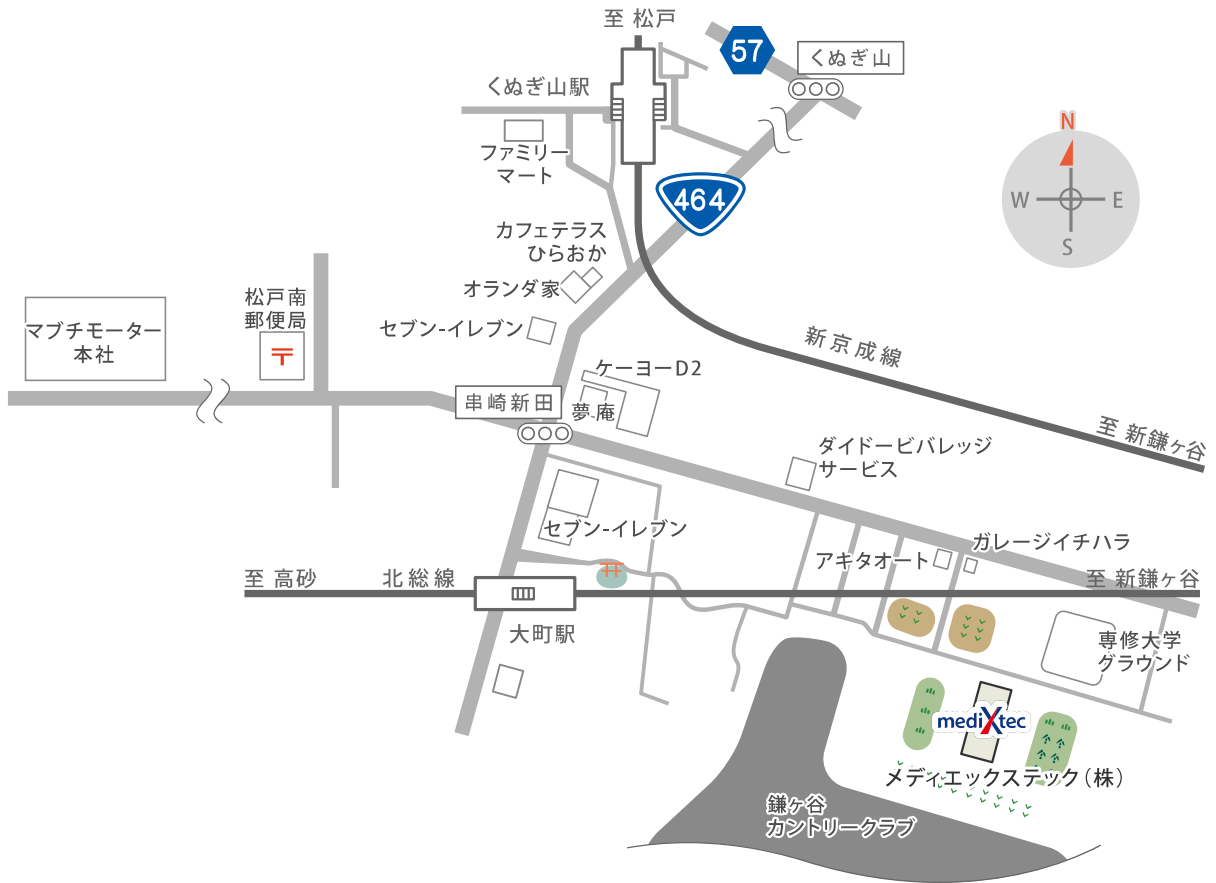 至 松戸
57
くぬぎ山
くぬぎ山駅
N
W
E
S
ファミリー
マート
464
カフェテラス
ひらおか
オランダ家
松戸南
郵便局
マブチモーター
本社
セブン-イレブン
新京成線
ケーヨーD2
串崎新田
夢庵
至 新鎌ヶ谷
ダイドービバレッジ
サービス
セブン-イレブン
ガレージイチハラ
アキタオート
至 高砂
北総線
至 新鎌ヶ谷
大町駅
専修大学
グラウンド
mediXtec
メディエックステック(株)
鎌ヶ谷
カントリークラブ